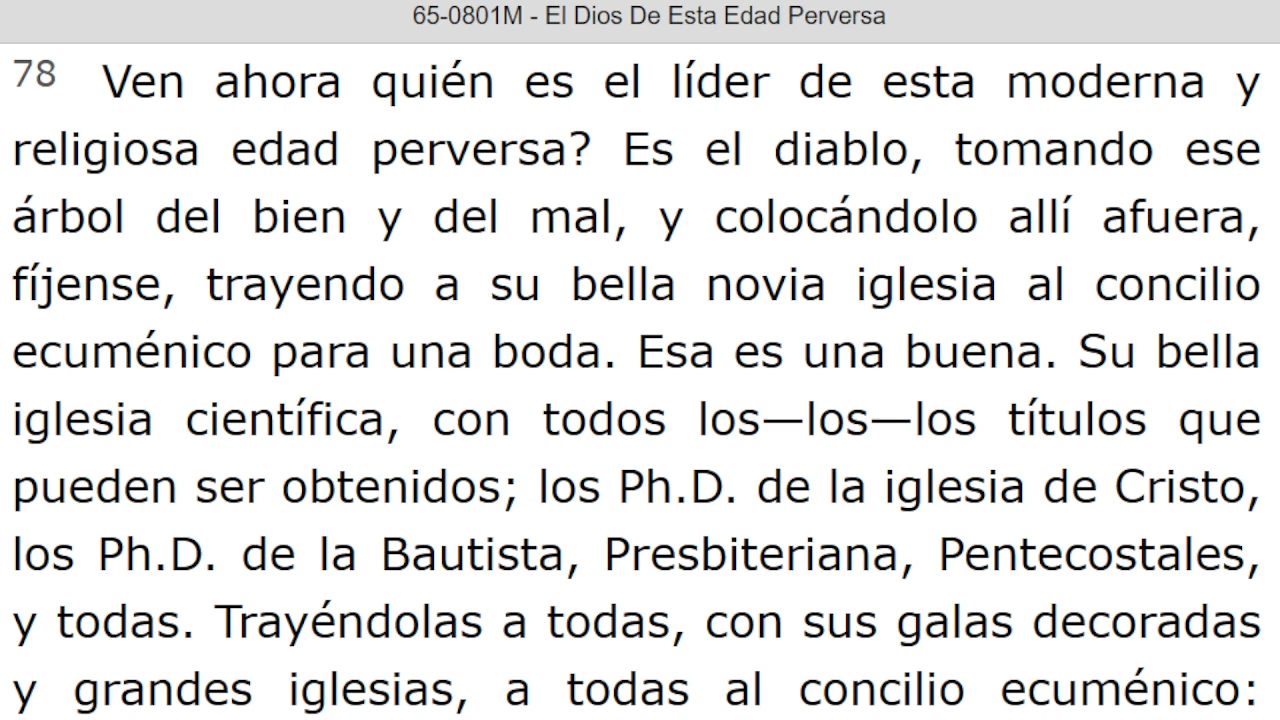 65-0801M - El Dios De Esta Edad Perversa
78 Ven ahora quién es el líder de esta moderna y
religiosa edad perversa? Es el diablo, tomando ese
árbol del bien y del mal, y colocándolo allí afuera,
fíjense, trayendo a su bella novia iglesia al concilio
ecuménico para una boda. Esa es una buena. Su bella
iglesia científica, con todos los—los—los títulos que
pueden ser obtenidos; los Ph.D. de la iglesia de Cristo,
los Ph.D. de la Bautista, Presbiteriana, Pentecostales,
y todas. Trayéndolas a todas, con sus galas decoradas
y grandes iglesias, a todas al concilio ecuménico: